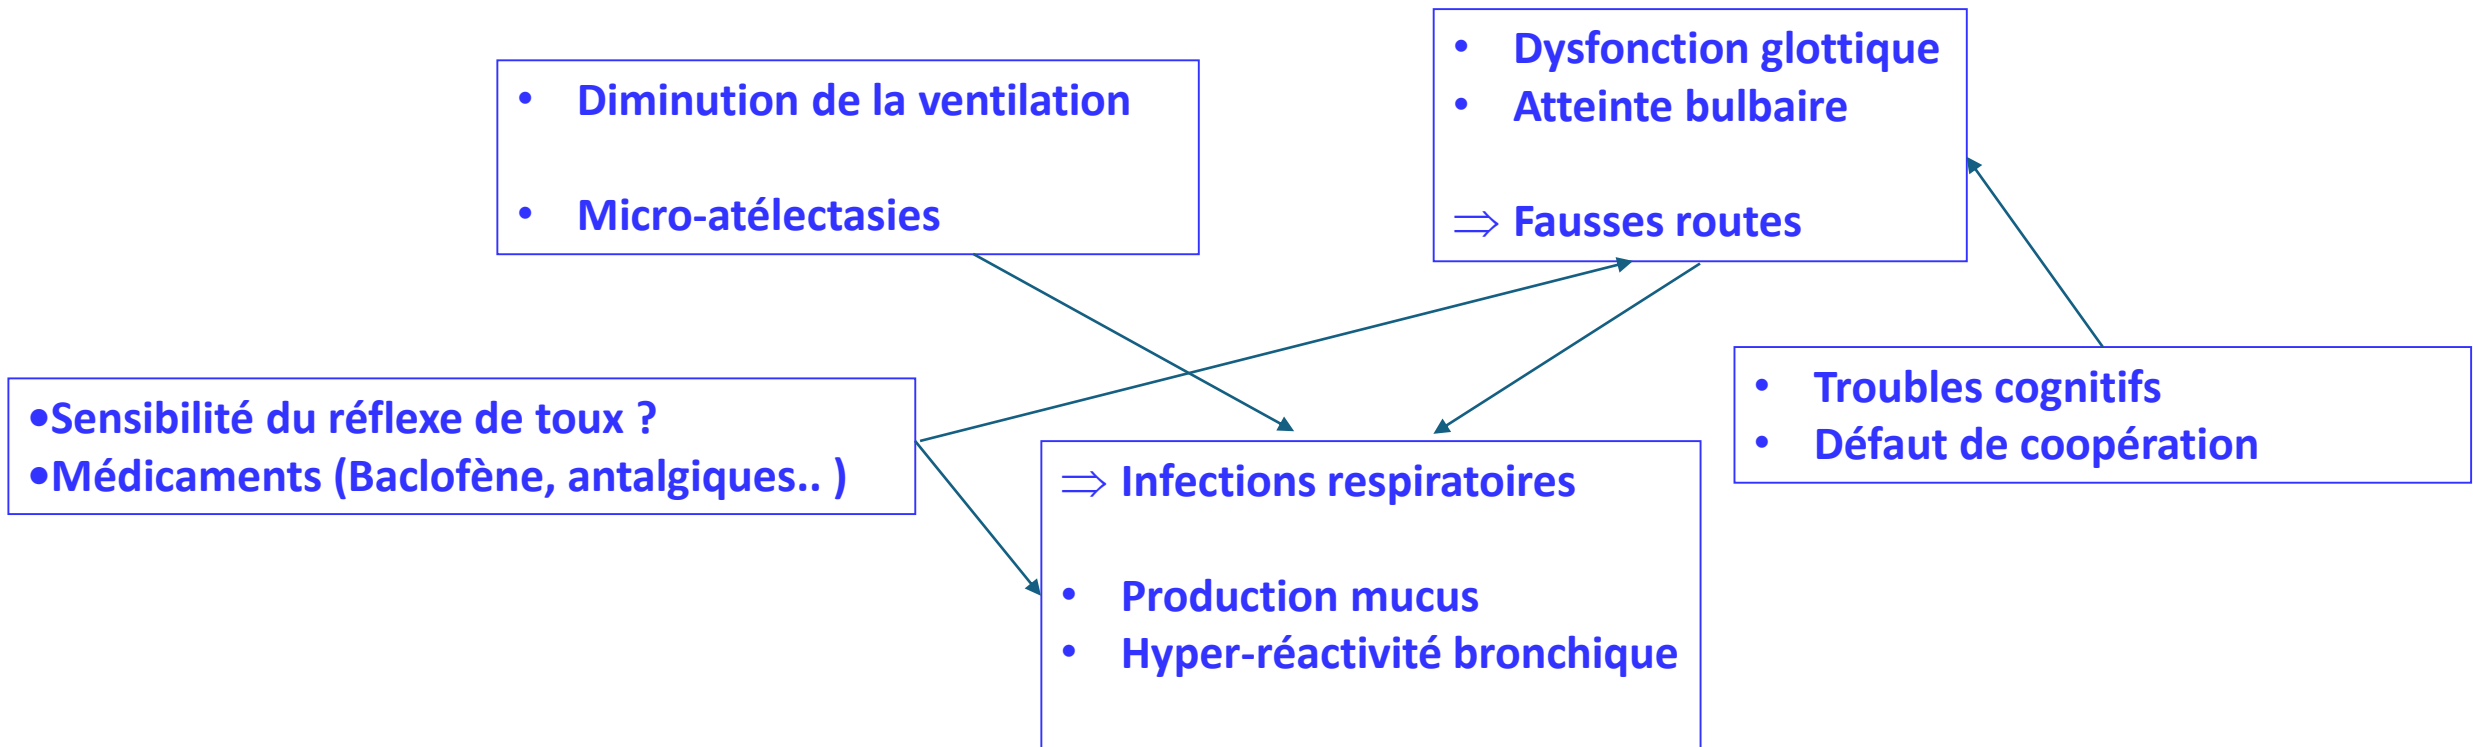 • Diminution de la ventilation
• Micro-atélectasies
• Dysfonction glottique
• Atteinte bulbaire
⇒ Fausses routes
•Sensibilité du réflexe de toux ?
•Médicaments (Baclofène, antalgiques.. )
⇒ Infections respiratoires
• Production mucus
• Hyper-réactivité bronchique
• Troubles cognitifs
• Défaut de coopération